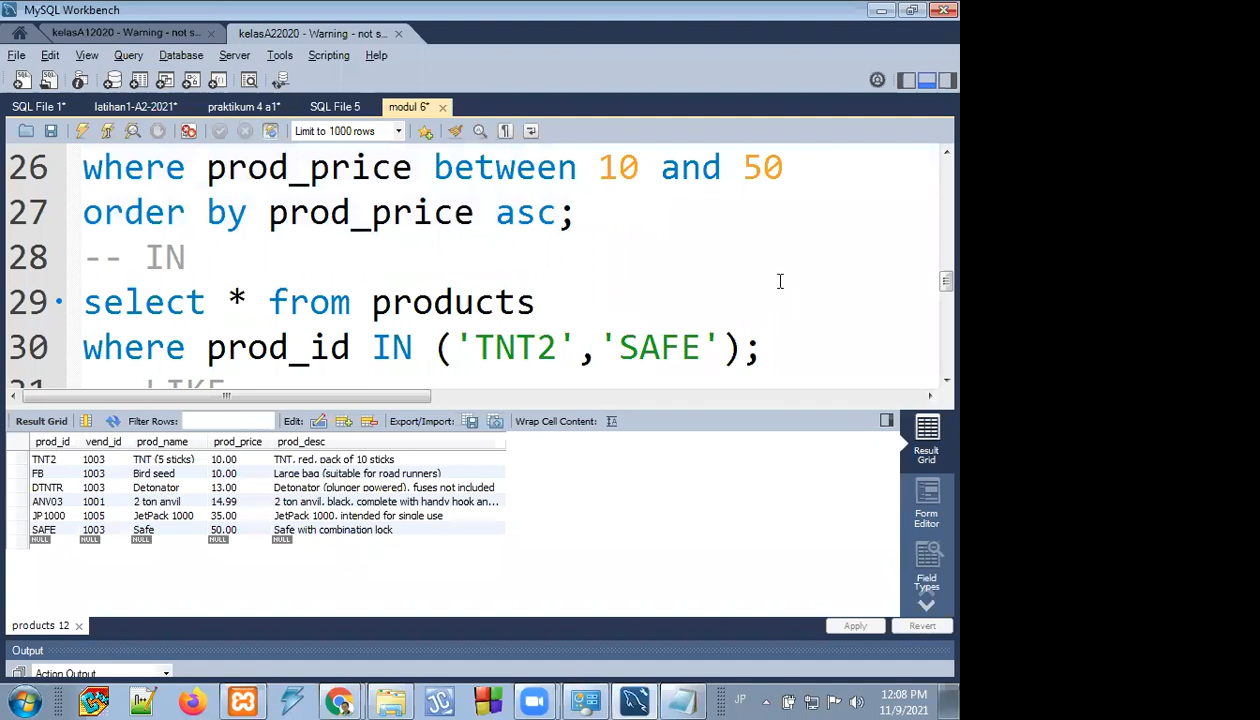 MySQL Workbench
kelasA12020 - Warning - not s... kelasA22020 - Warning - not s...
File Edit View Query Database Server Tools Scripting Help
SQL File 1* latihan1-A2-2021* praktikum 4 a1* SQL File 5 modul 6*
Limit to 1000 rows
26 where prod_price between 10 and 50
27 order by prod_price asc;
28 -- IN
29 select * from products
30 where prod_id IN ('TNT2','SAFE');
31 -- LIKE
Result Grid Filter Rows: Edit: Export/Import: Wrap Cell Content:
prod_id vend_id prod_name prod_price prod_desc
TNT2 1003 TNT (5 sticks) 10.00 TNT, red, pack of 10 sticks
FB 1003 Bird seed 10.00 Large bag (suitable for road runners)
DTNTR 1003 Detonator 13.00 Detonator (plunger powered), fuses not included
ANV03 1001 2 ton anvil 14.99 2 ton anvil, black, complete with handy hook an...
JP1000 1005 JetPack 1000 35.00 JetPack 1000, intended for single use
SAFE 1003 Safe 50.00 Safe with combination lock
NULL NULL NULL NULL NULL
Result Grid
Form Editor
Field Types
products 12 Apply Revert
Output
Action Output
JP 12:08 PM
11/9/2021